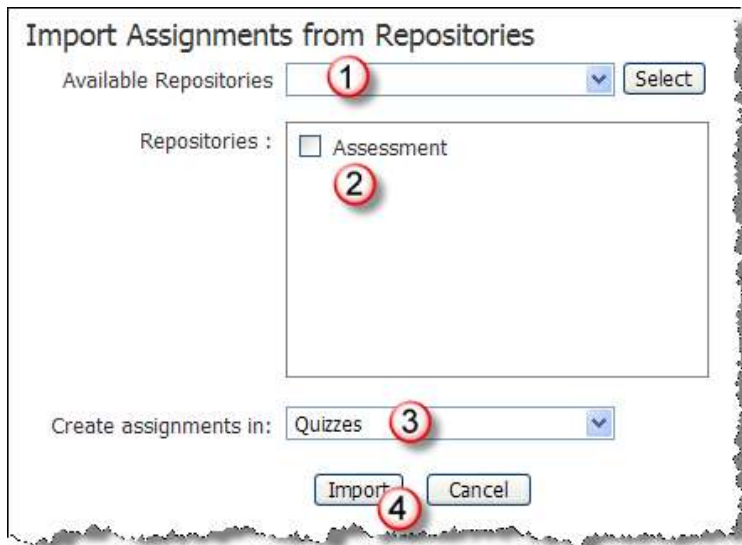 Import Assignments from Repositories
Available Repositories 1 Select
Repositories : Assessment
2
Create assignments in: Quizzes 3
Import Cancel
4